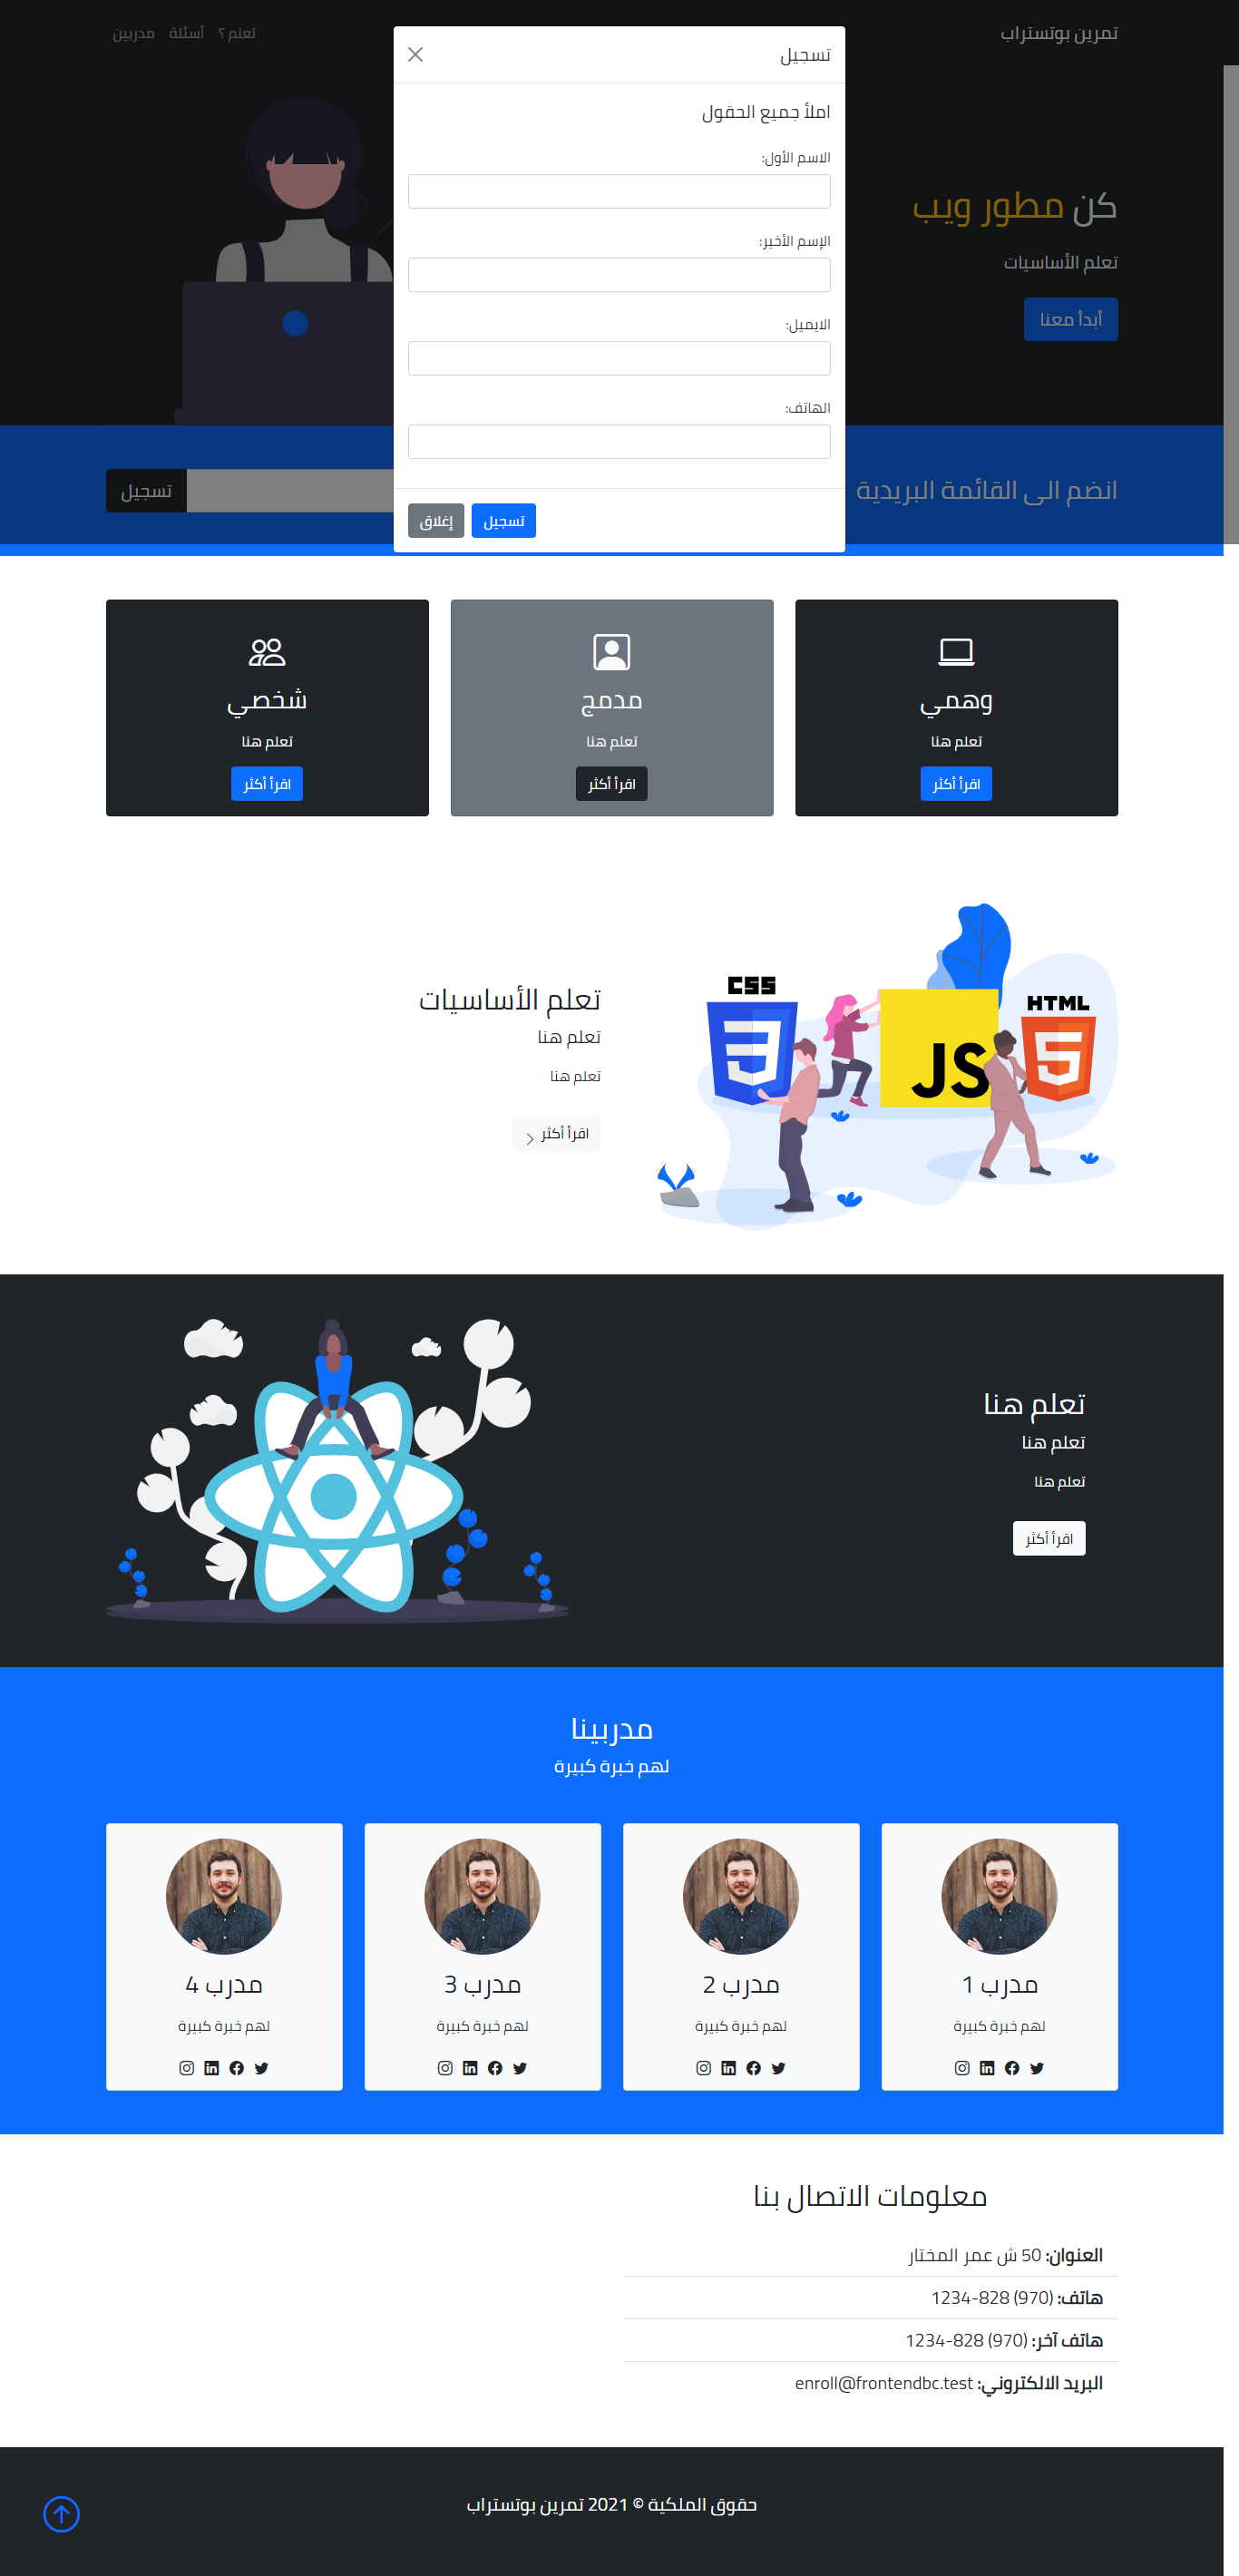 تمرين بوتستراب
تعلم ؟ أسئلة مدربين
تسجيل
املأ جميع الحقول
الاسم الأول:
الإسم الأخير:
الايميل:
الهاتف:
تسجيل إغلاق
كن مطور ويب
تعلم الأساسيات
أبدأ معنا
انضم الى القائمة البريدية
تسجيل
وهمي
تعلم هنا
اقرأ أكثر
مدمج
تعلم هنا
اقرأ أكثر
شخصي
تعلم هنا
اقرأ أكثر
CSS
JS
HTML
تعلم الأساسيات
تعلم هنا
تعلم هنا
اقرأ أكثر
تعلم هنا
تعلم هنا
تعلم هنا
اقرأ أكثر
مدربينا
لهم خبرة كبيرة
مدرب 1
لهم خبرة كبيرة
مدرب 2
لهم خبرة كبيرة
مدرب 3
لهم خبرة كبيرة
مدرب 4
لهم خبرة كبيرة
معلومات الاتصال بنا
العنوان: 50 ش عمر المختار
هاتف: (970) 828-1234
هاتف آخر: (970) 828-1234
البريد الالكتروني: enroll@frontendbc.test
حقوق الملكية © 2021 تمرين بوتستراب